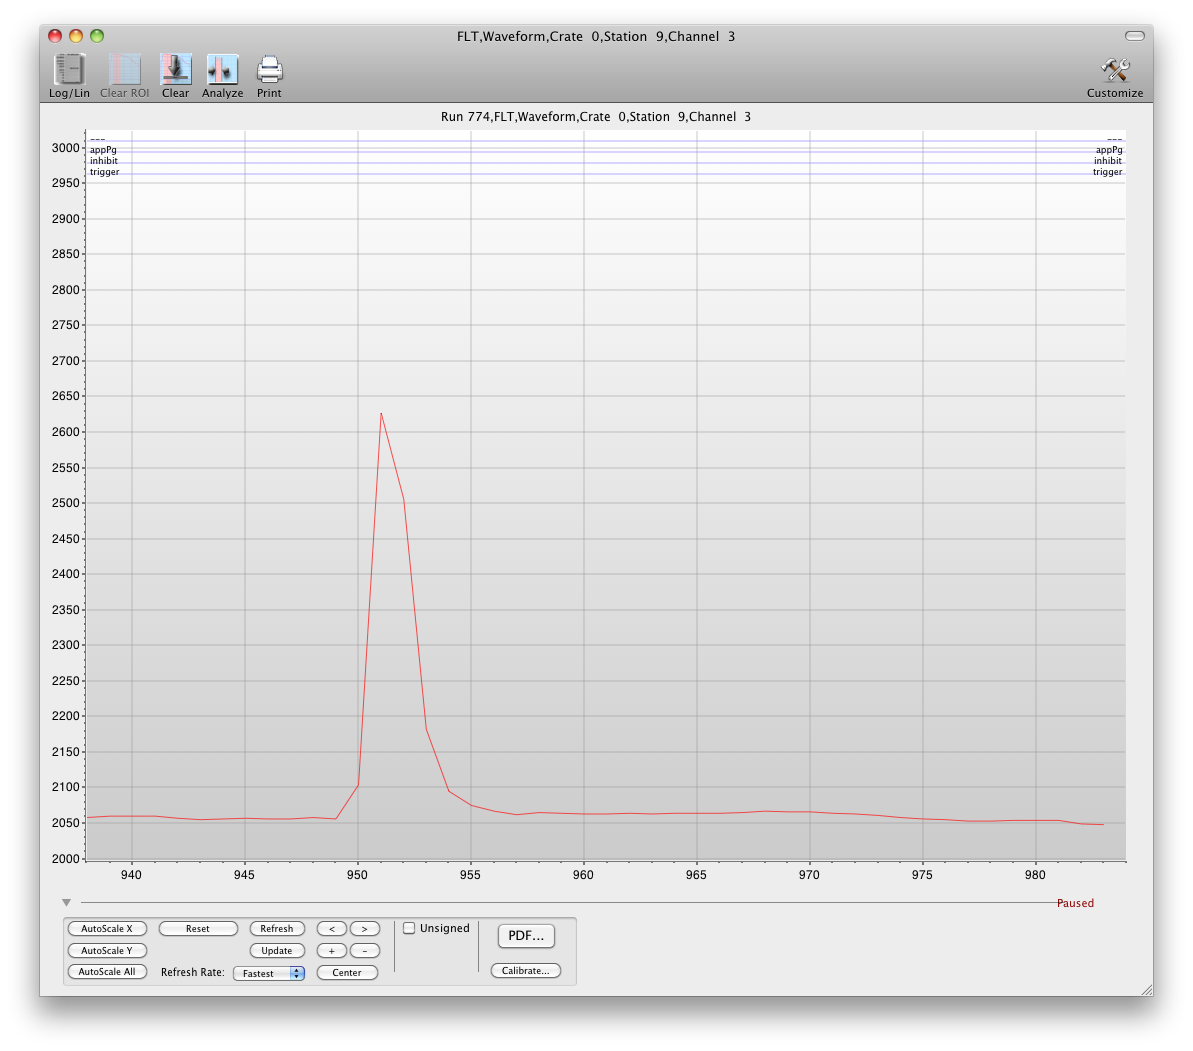 FLT,Waveform,Crate  0,Station  9,Channel  3
Log/Lin Clear ROI Clear Analyze Print Customize
Run 774,FLT,Waveform,Crate  0,Station  9,Channel  3
3000
2950
2900
2850
2800
2750
2700
2650
2600
2550
2500
2450
2400
2350
2300
2250
2200
2150
2100
2050
2000
--- ---
appPg appPg
inhibit inhibit
trigger trigger
940 945 950 955 960 965 970 975 980
Paused
AutoScale X Reset Refresh < > Unsigned PDF...
AutoScale Y Update + -
AutoScale All Refresh Rate: Fastest Center Calibrate...